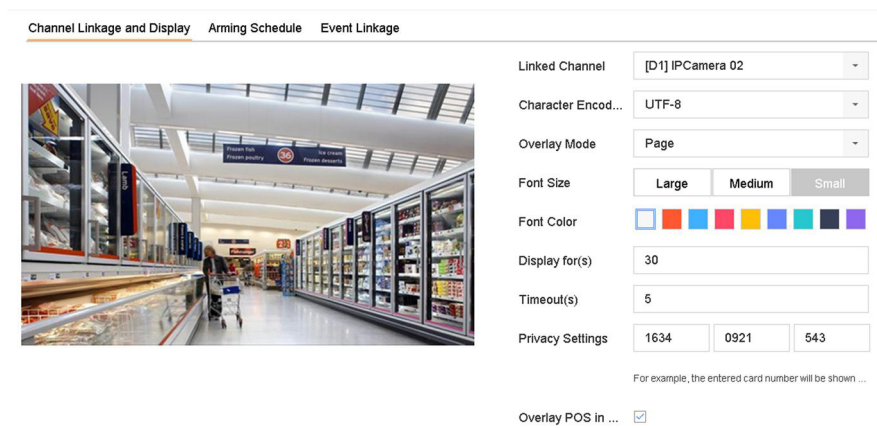 Channel Linkage and Display Arming Schedule Event Linkage
Linked Channel [D1] IPCamera 02
Character Encod... UTF-8
Overlay Mode Page
Font Size Large Medium Small
Font Color
Display for(s) 30
Timeout(s) 5
Privacy Settings 1634 0921 543
For example, the entered card number will be shown ...
Overlay POS in ...
Frozen fish
Frozen poultry
36
Ice cream
Frozen desserts
Lamb